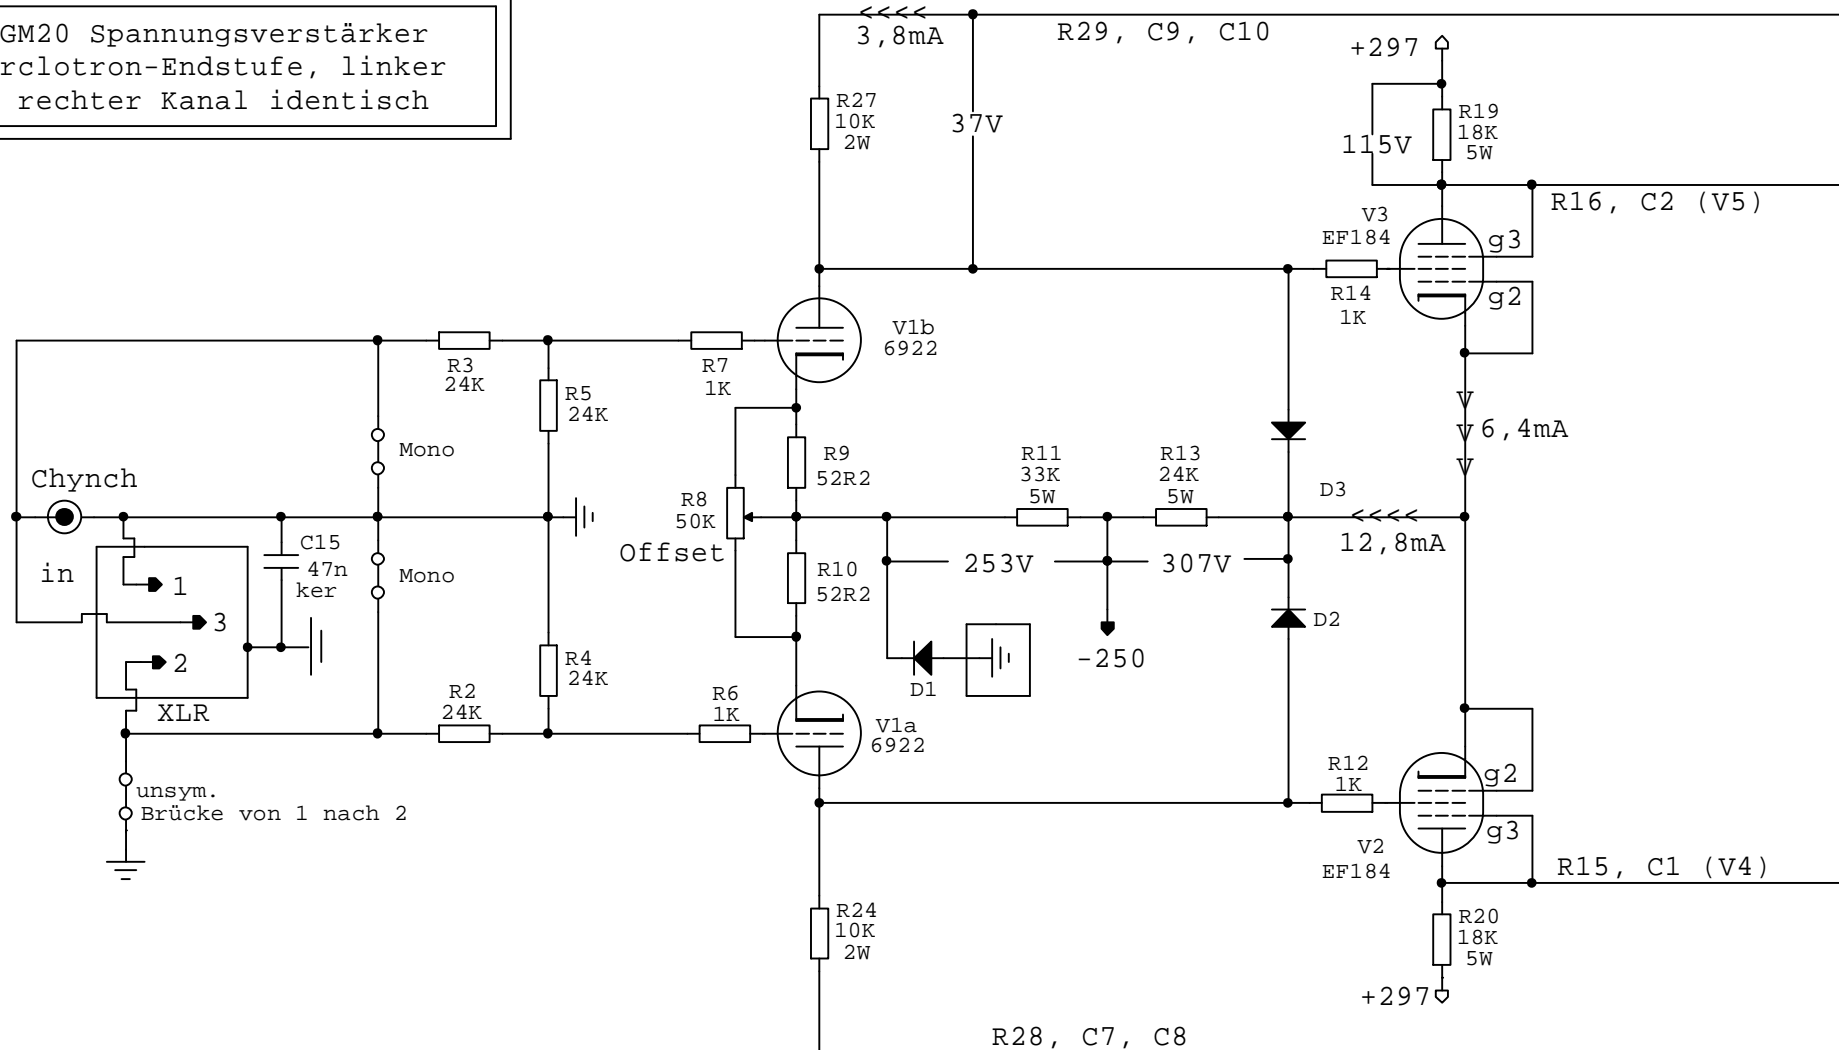 GM20 Spannungsverstärker
rclotron-Endstufe, linker
rechter Kanal identisch
3,8mA
R29, C9, C10
+297
R27
10K
2W
37V
R19
18K
5W
115V
R16, C2 (V5)
V3
EF184
g3
g2
R14
1K
V1b
6922
R3
24K
R7
1K
R5
24K
Mono
6,4mA
Chynch
R9
52R2
R11
33K
5W
R13
24K
5W
D3
R8
50K
Offset
12,8mA
C15
47n
ker
in
1
Mono
253V
307V
R10
52R2
3
D2
2
-250
D1
R4
24K
XLR
R2
24K
R6
1K
V1a
6922
R12
1K
g2
g3
unsym.
Brücke von 1 nach 2
V2
EF184
R15, C1 (V4)
R24
10K
2W
R20
18K
5W
+297
R28, C7, C8